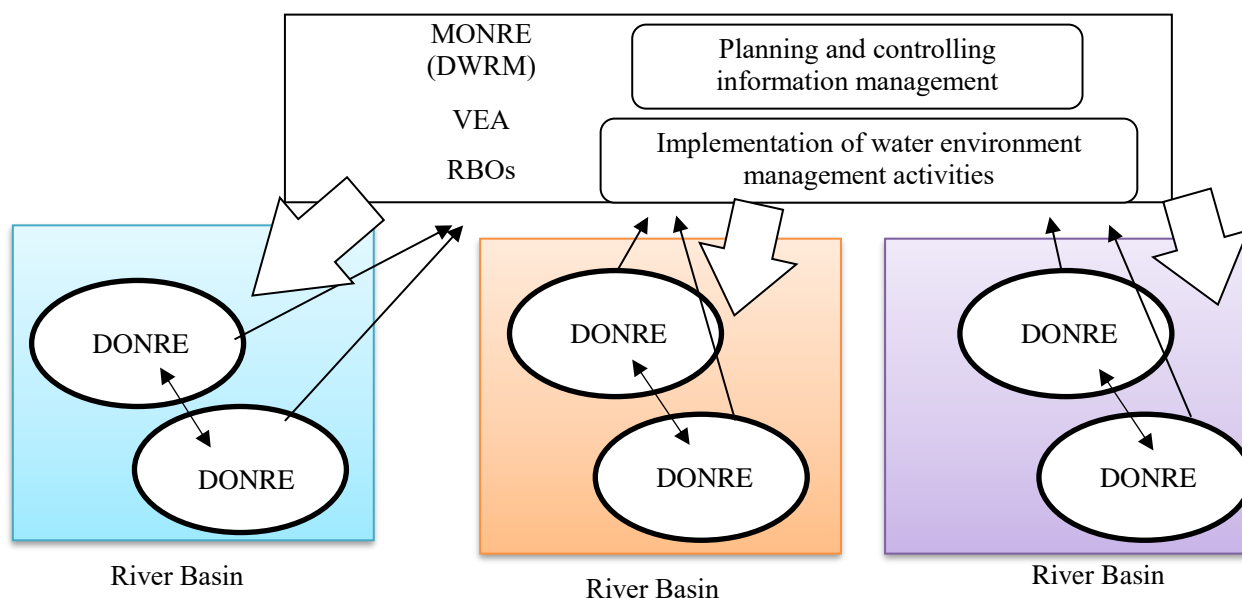 MONRE
(DWRM)
VEA
RBOs
Planning and controlling
information management
Implementation of water environment
management activities
DONRE
DONRE
River Basin
DONRE
DONRE
River Basin
DONRE
DONRE
River Basin